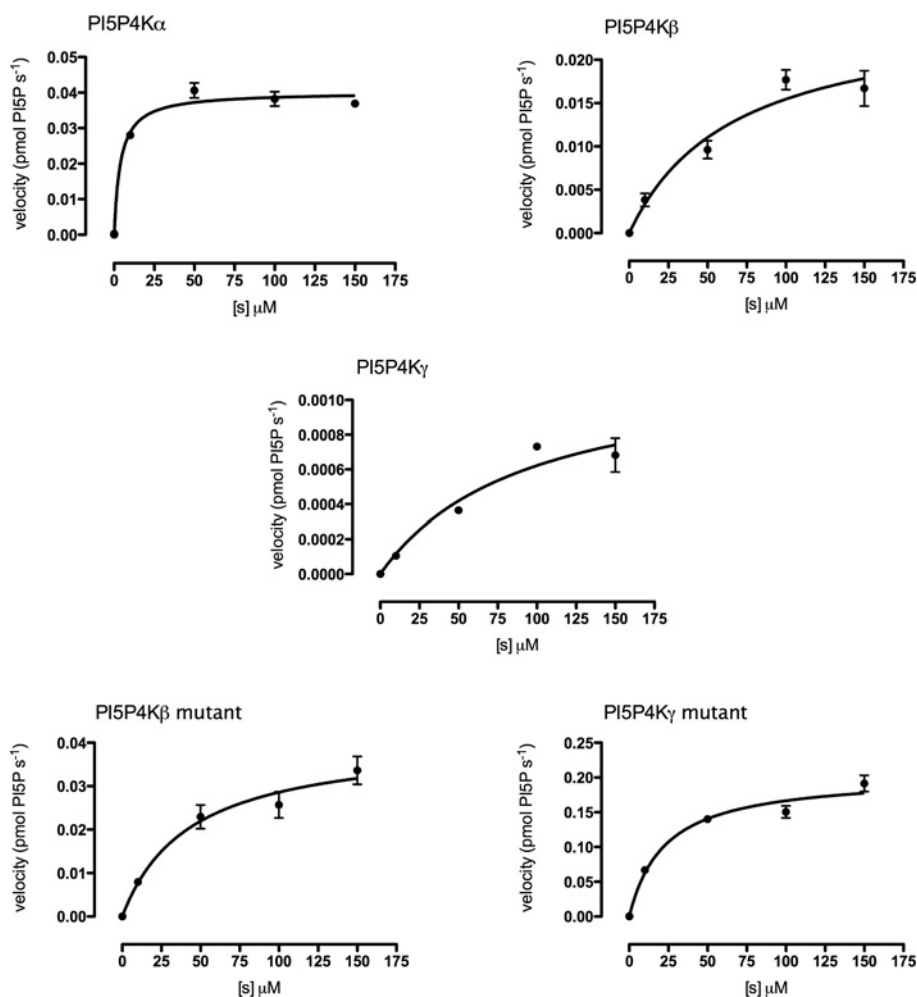 PI5P4Kα
velocity (pmol PI5P s⁻¹)
0.05
0.04
0.03
0.02
0.01
0.00
0 25 50 75 100 125 150 175
[s] μM
PI5P4Kβ
velocity (pmol PI5P s⁻¹)
0.020
0.015
0.010
0.005
0.000
0 25 50 75 100 125 150 175
[s] μM
PI5P4Kγ
velocity (pmol PI5P s⁻¹)
0.0010
0.0008
0.0006
0.0004
0.0002
0.0000
0 25 50 75 100 125 150 175
[s] μM
PI5P4Kβ mutant
velocity (pmol PI5P s⁻¹)
0.04
0.03
0.02
0.01
0.00
0 25 50 75 100 125 150 175
[s] μM
PI5P4Kγ mutant
velocity (pmol PI5P s⁻¹)
0.25
0.20
0.15
0.10
0.05
0.00
0 25 50 75 100 125 150 175
[s] μM